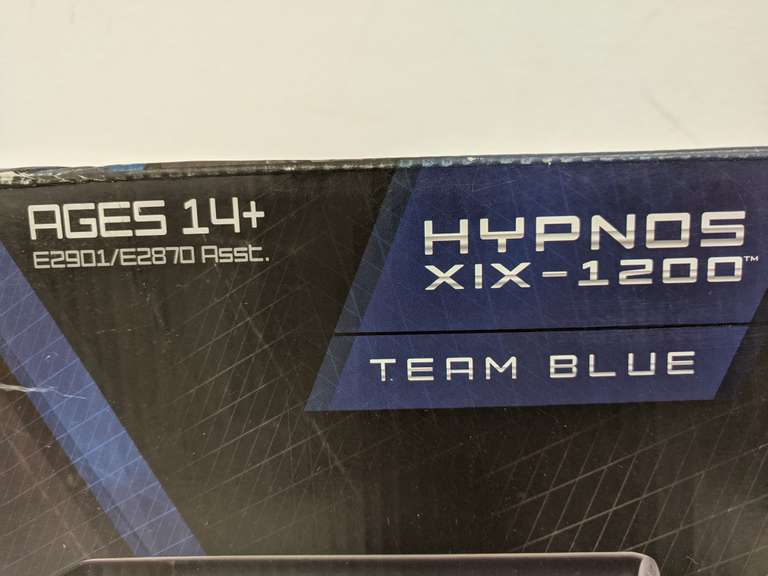 AGES 14+
E2901/E2870 Asst.
HYPNOS
XIX-1200™
TEAM BLUE